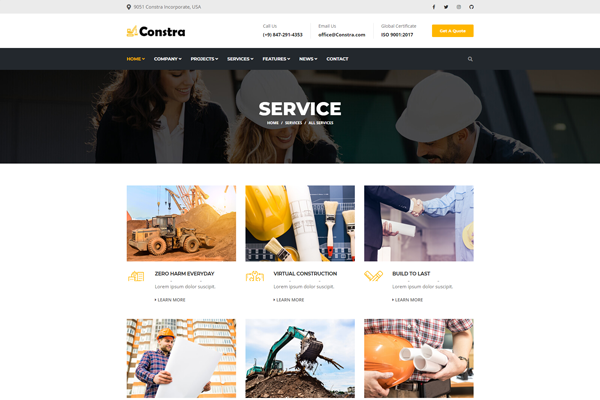 9051 Constra Incorporate, USA
Constra
Call Us
(+9) 847-291-4353
Email Us
office@Constra.com
Global Certificate
ISO 9001:2017
Get A Quote
HOME COMPANY PROJECTS SERVICES FEATURES NEWS CONTACT
SERVICE
HOME / SERVICES / ALL SERVICES
ZERO HARM EVERYDAY
Lorem ipsum dolor suscipit.
LEARN MORE
VIRTUAL CONSTRUCTION
Lorem ipsum dolor suscipit.
LEARN MORE
BUILD TO LAST
Lorem ipsum dolor suscipit.
LEARN MORE